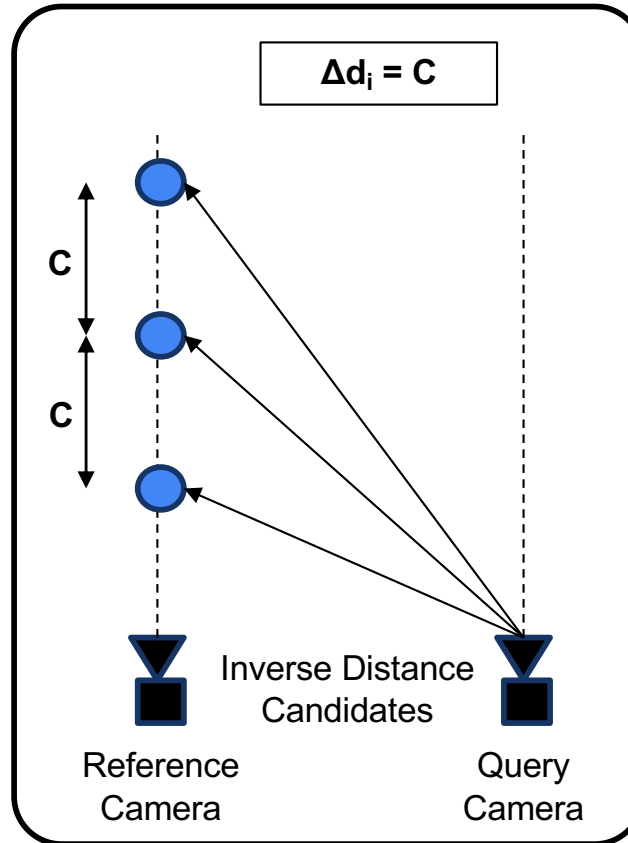 Δdᵢ = C
C
C
Inverse Distance
Candidates
Reference
Camera
Query
Camera